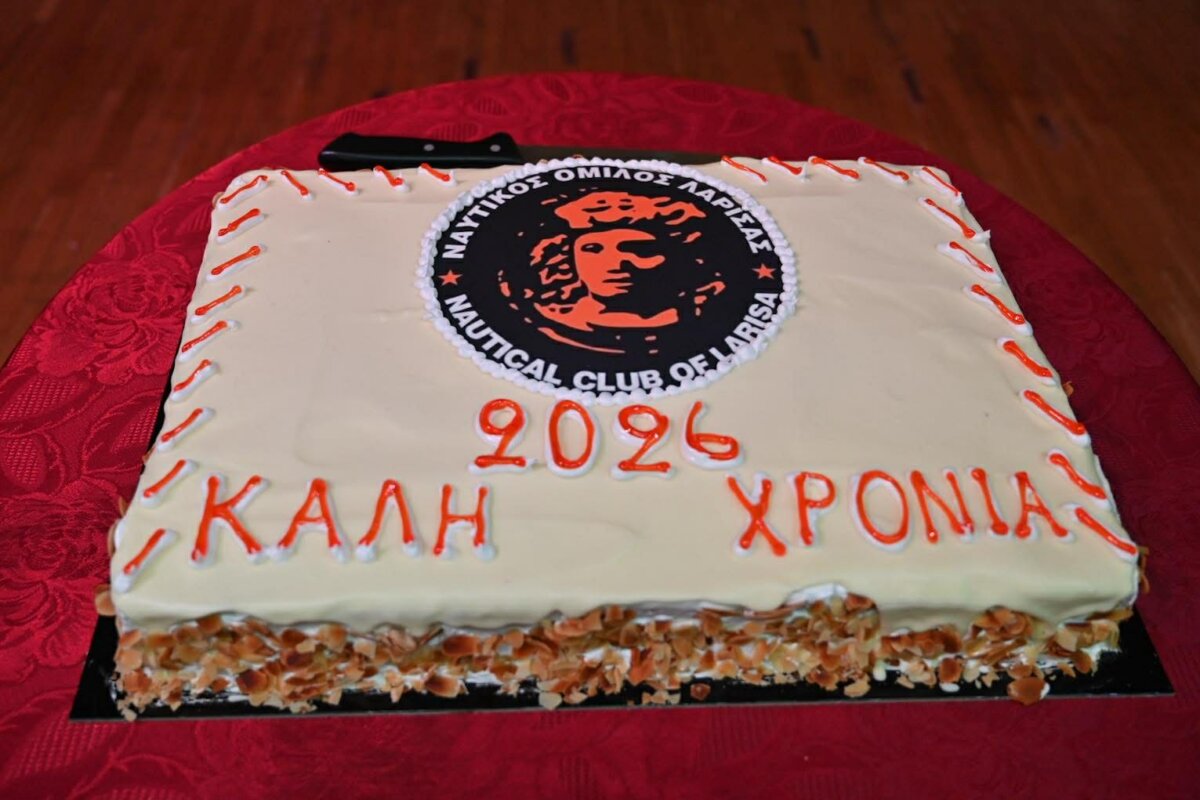 ΝΑΥΤΙΚΟΣ ΟΜΙΛΟΣ ΛΑΡΙΣΑΣ
NAUTICAL CLUB OF LARISA
2026
ΚΑΛΗ ΧΡΟΝΙΑ